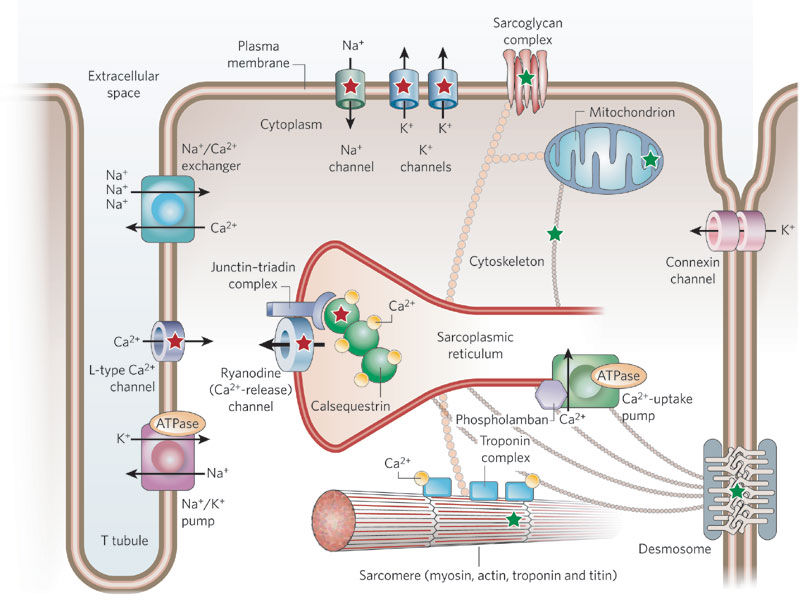 Sarcoglycan
complex
Plasma
membrane
Na⁺
Extracellular
space
Mitochondrion
Cytoplasm
K⁺
K⁺
Na⁺
channel
K⁺
channels
Na⁺/Ca²⁺
exchanger
Na⁺
Na⁺
Na⁺
Ca²⁺
K⁺
Connexin
channel
Cytoskeleton
Junctin–triadin
complex
Ca²⁺
Sarcoplasmic
reticulum
Ca²⁺
L-type Ca²⁺
channel
Ryanodine
(Ca²⁺-release)
channel
Calsequestrin
ATPase
Ca²⁺-uptake
pump
Phospholamban
Ca²⁺
ATPase
K⁺
Na⁺
Na⁺/K⁺
pump
Troponin
complex
Ca²⁺
T tubule
Desmosome
Sarcomere (myosin, actin, troponin and titin)